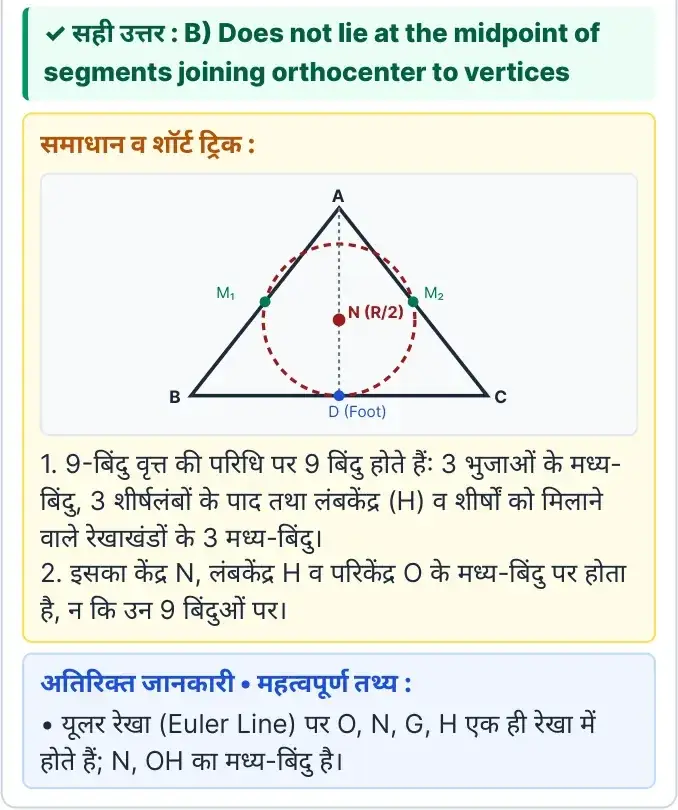 ✓ सही उत्तर : B) Does not lie at the midpoint of
segments joining orthocenter to vertices
समाधान व शॉर्ट ट्रिक :
A
M₁
M₂
N (R/2)
B
C
D (Foot)
1. 9-बिंदु वृत्त की परिधि पर 9 बिंदु होते हैं: 3 भुजाओं के मध्य-
बिंदु, 3 शीर्षलंबों के पाद तथा लंबकेंद्र (H) व शीर्षों को मिलाने
वाले रेखाखंडों के 3 मध्य-बिंदु।
2. इसका केंद्र N, लंबकेंद्र H व परिकेंद्र O के मध्य-बिंदु पर होता
है, न कि उन 9 बिंदुओं पर।
अतिरिक्त जानकारी • महत्वपूर्ण तथ्य :
• यूलर रेखा (Euler Line) पर O, N, G, H एक ही रेखा में
होते हैं; N, OH का मध्य-बिंदु है।